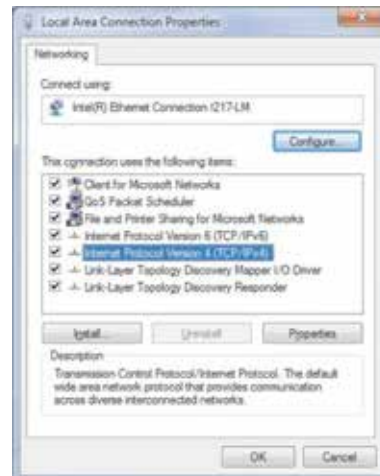 Local Area Connection Properties
Networking
Connect using:
Intel(R) Ethernet Connection I217-LM
Configure...
This connection uses the following items:
Client for Microsoft Networks
QoS Packet Scheduler
File and Printer Sharing for Microsoft Networks
Internet Protocol Version 6 (TCP/IPv6)
Internet Protocol Version 4 (TCP/IPv4)
Link-Layer Topology Discovery Mapper I/O Driver
Link-Layer Topology Discovery Responder
Install...
Uninstall
Properties
Description
Transmission Control Protocol/Internet Protocol. The default
wide area network protocol that provides communication
across diverse interconnected networks.
OK
Cancel